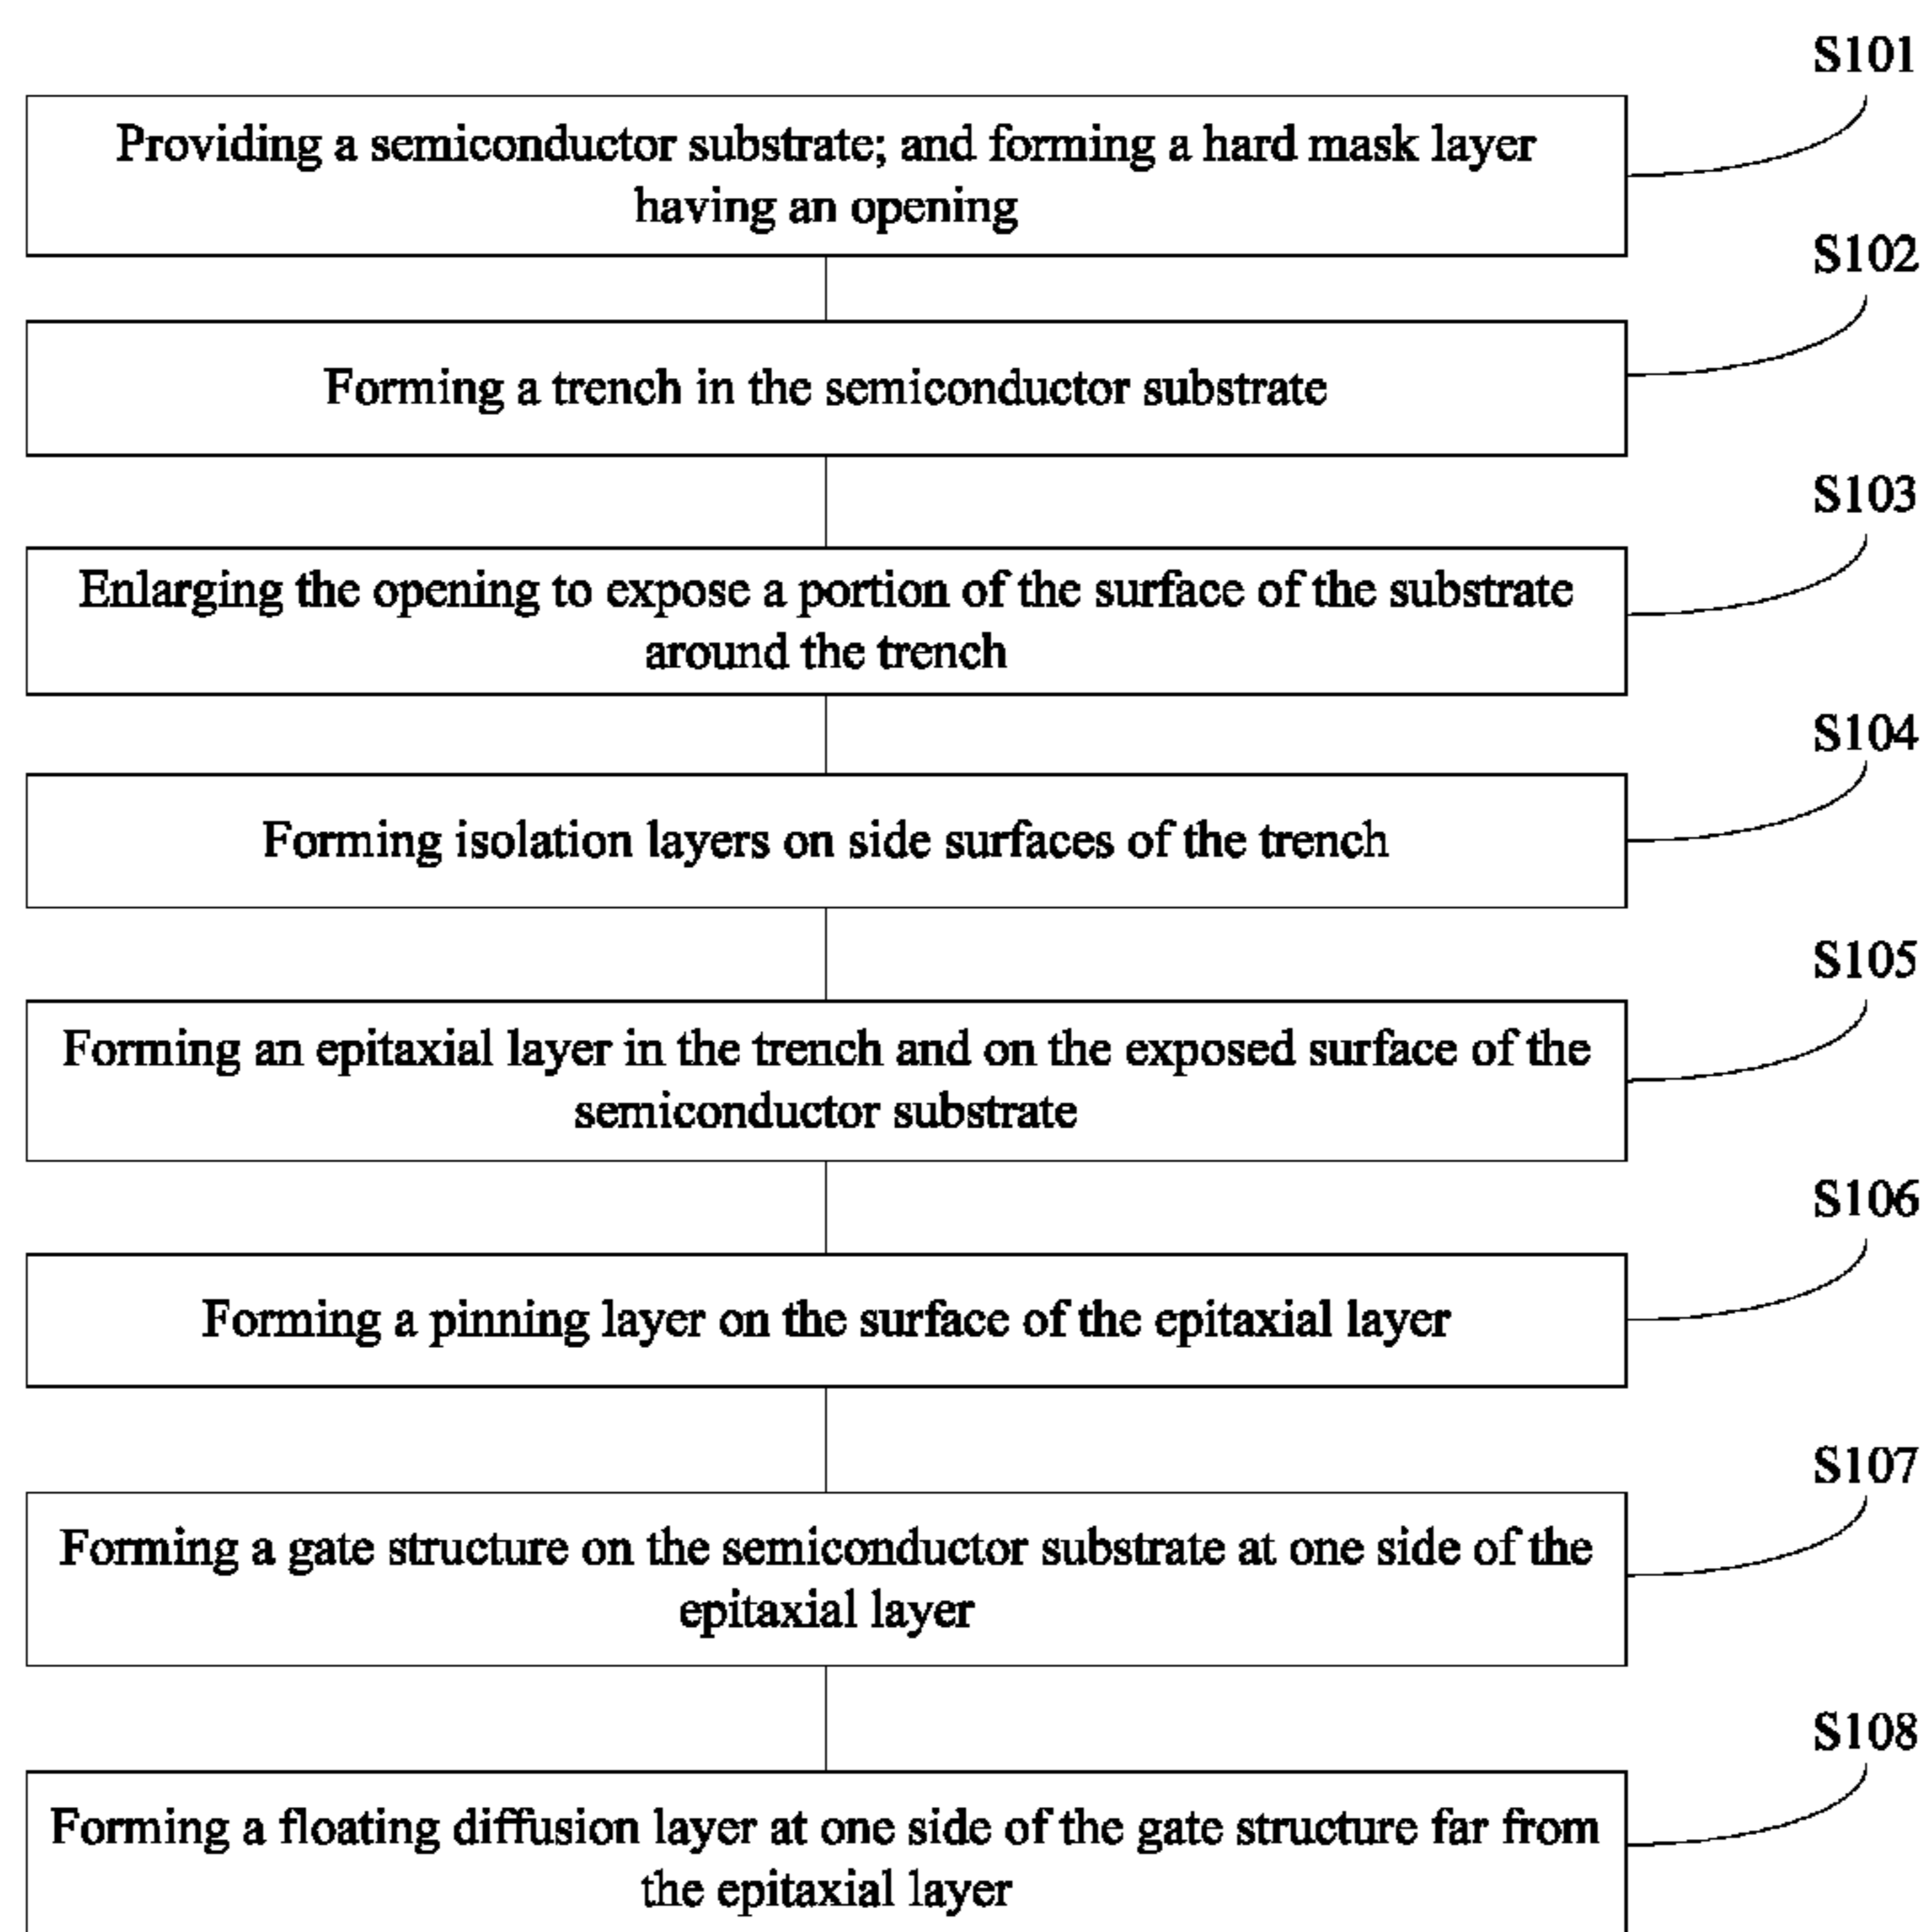 S101
Providing a semiconductor substrate; and forming a hard mask layer
having an opening
S102
Forming a trench in the semiconductor substrate
S103
Enlarging the opening to expose a portion of the surface of the substrate
around the trench
S104
Forming isolation layers on side surfaces of the trench
S105
Forming an epitaxial layer in the trench and on the exposed surface of the
semiconductor substrate
S106
Forming a pinning layer on the surface of the epitaxial layer
S107
Forming a gate structure on the semiconductor substrate at one side of the
epitaxial layer
S108
Forming a floating diffusion layer at one side of the gate structure far from
the epitaxial layer